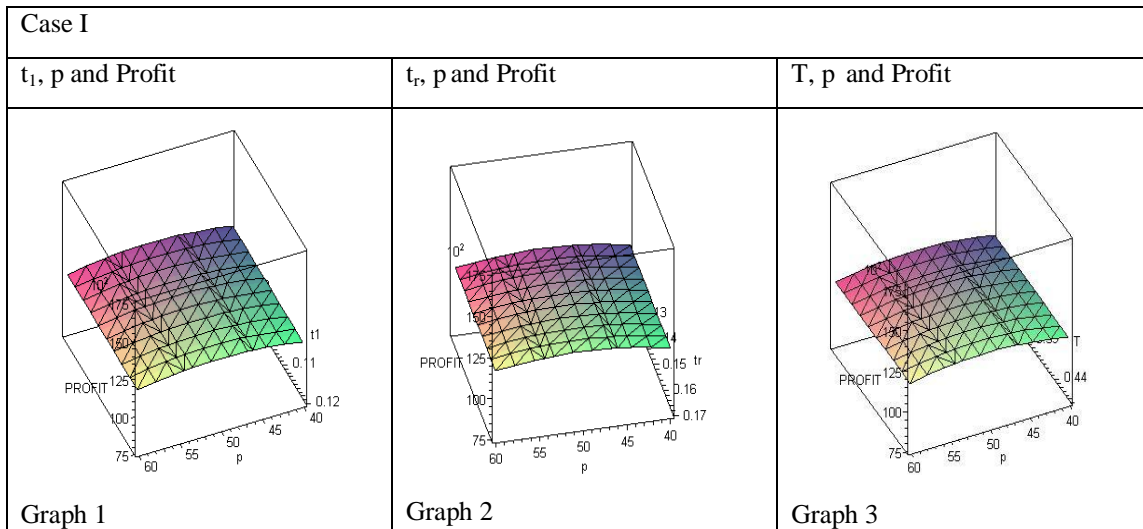 Case I
t₁, p and Profit
tᵣ, p and Profit
T, p and Profit
10²
175
150
125
100
75
PROFIT
60
55
50
45
40
p
t1
0.11
0.12
10²
175
150
125
100
75
PROFIT
60
55
50
45
40
p
13
14
0.15
0.16
0.17
tr
150
125
100
75
PROFIT
60
55
50
45
40
p
T
0.44
Graph 1
Graph 2
Graph 3